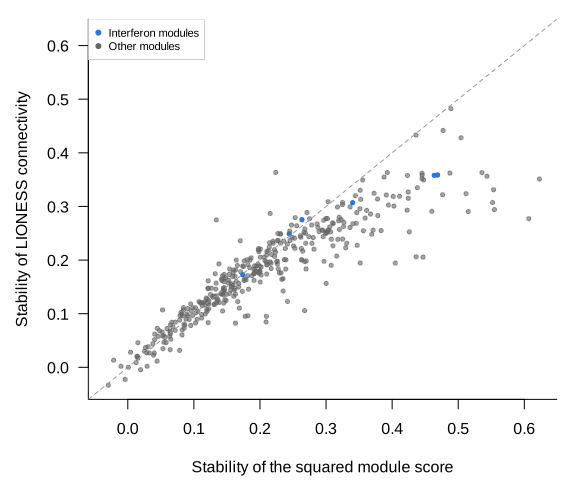 Interferon modules
Other modules
Stability of LIONESS connectivity
0.6
0.5
0.4
0.3
0.2
0.1
0.0
0.0 0.1 0.2 0.3 0.4 0.5 0.6
Stability of the squared module score